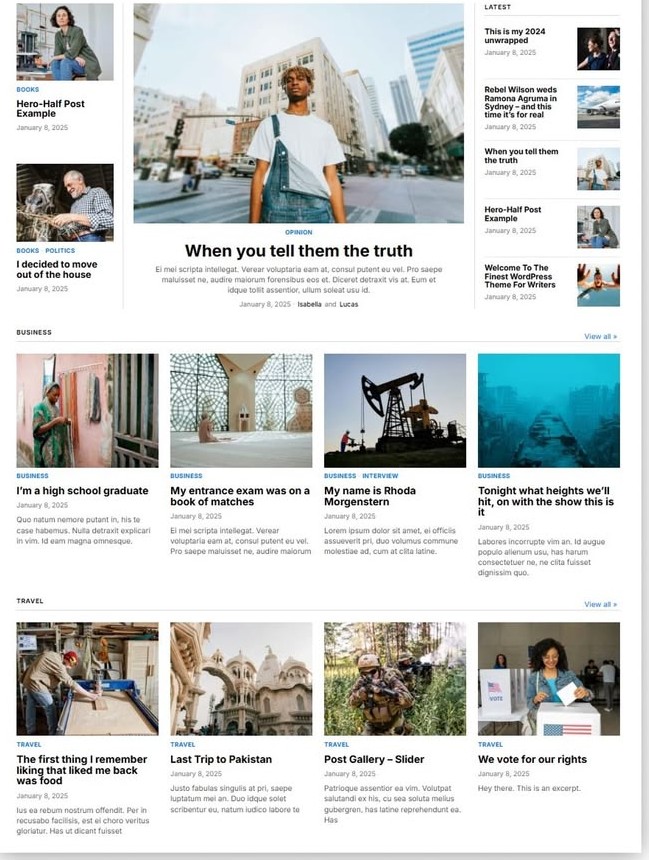 BOOKS
Hero-Half Post
Example
January 8, 2025
BOOKS POLITICS
I decided to move
out of the house
January 8, 2025
OPINION
When you tell them the truth
Ei mei scripta intellegat. Verear voluptaria eam at, consul putent eu vel. Pro saepe
maluisset ne, audire maiorum forensibus eos et. Diceret detraxit vis at. Eum et
idque tollit assentior, ullum soleat usu id.
January 8, 2025 · Isabella and Lucas
LATEST
This is my 2024
unwrapped
January 8, 2025
Rebel Wilson weds
Ramona Agruma in
Sydney – and this
time it's for real
January 8, 2025
When you tell them
the truth
January 8, 2025
Hero-Half Post
Example
January 8, 2025
Welcome To The
Finest WordPress
Theme For Writers
January 8, 2025
BUSINESS
View all »
BUSINESS
I'm a high school graduate
January 8, 2025
Quo natum nemore putant in, his te
case habemus. Nulla detraxit explicari
in vim. Id eam magna omnesque.
BUSINESS
My entrance exam was on a
book of matches
January 8, 2025
Ei mei scripta intellegat. Verear
voluptaria eam at, consul putent eu vel.
Pro saepe maluisset ne, audire maiorum
BUSINESS INTERVIEW
My name is Rhoda
Morgenstern
January 8, 2025
Lorem ipsum dolor sit amet, ei officiis
assueverit pri, duo volumus commune
molestiae ad, cum at clita latine.
BUSINESS
Tonight what heights we'll
hit, on with the show this is
it
January 8, 2025
Labores incorrupte vim an. Id augue
populo alienum usu, has harum
consectetuer ne, ne clita fuisset
dignissim quo.
TRAVEL
View all »
TRAVEL
The first thing I remember
liking that liked me back
was food
January 8, 2025
Ius ea rebum nostrum offendit. Per in
recusabo facilisis, est ei choro veritus
gloriatur. Has ut dicant fuisset
TRAVEL
Last Trip to Pakistan
January 8, 2025
Justo fabulas singulis at pri, saepe
luptatum mei an. Duo idque solet
scribentur eu, natum iudico labore te
TRAVEL
Post Gallery – Slider
January 8, 2025
Patrioque assentior ea vim. Volutpat
salutandi ex his, cu sea soluta melius
gubergren, has latine reprehendunt ea.
Has
VOTE
TRAVEL
We vote for our rights
January 8, 2025
Hey there. This is an excerpt.